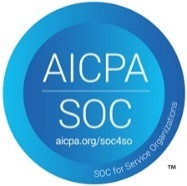 AICPA
SOC
aicpa.org/soc4so
SOC for Service Organizations
TM